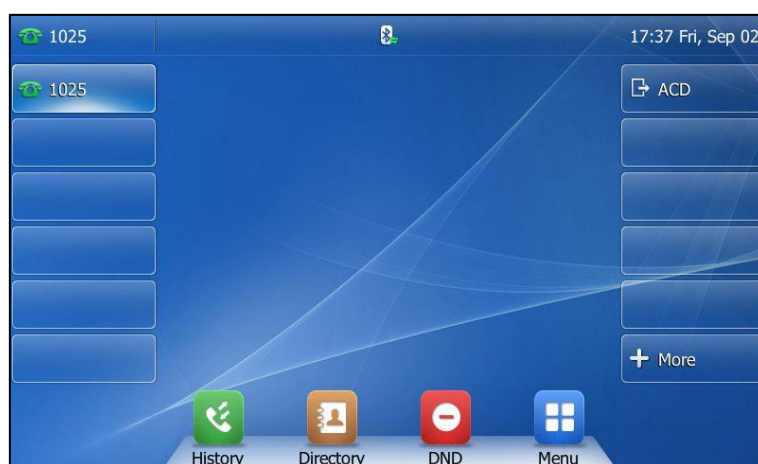 1025
17:37 Fri, Sep 02
1025
ACD
More
History
Directory
DND
Menu